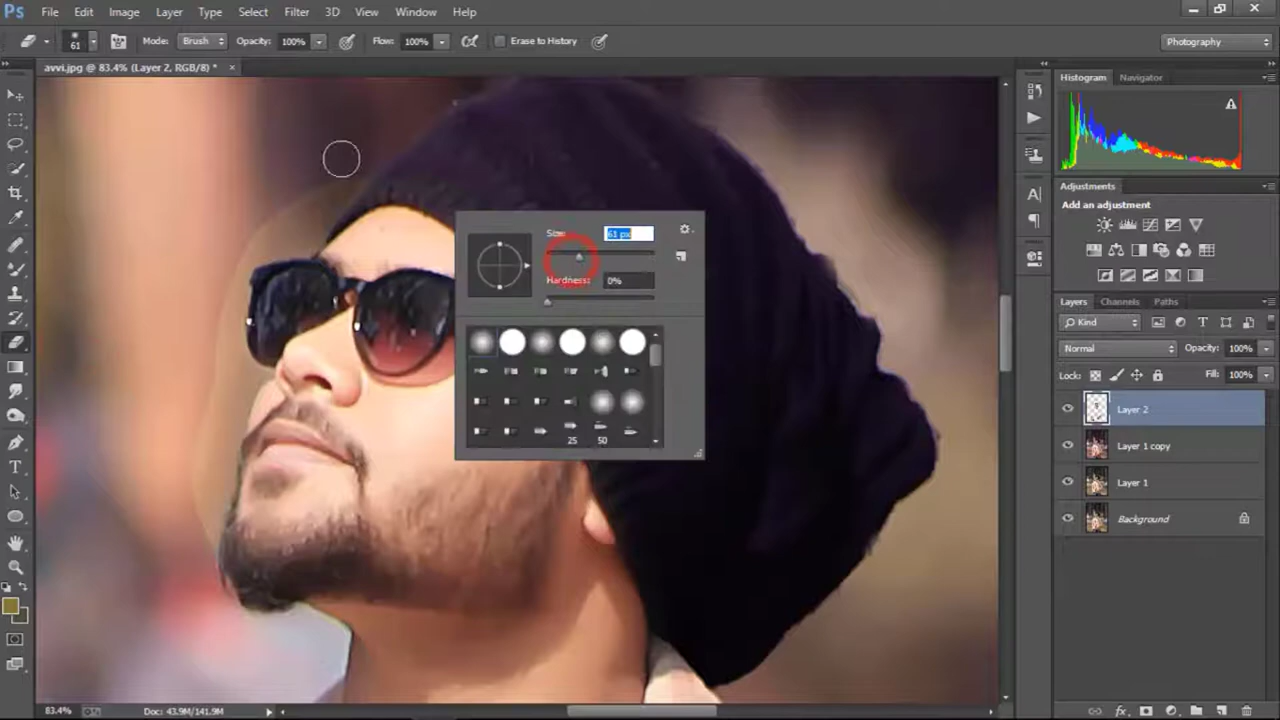 Ps File Edit Image Layer Type Select Filter 3D View Window Help
61 Mode: Brush Opacity: 100% Flow: 100% Erase to History Photography
avvi.jpg @ 83.4% (Layer 2, RGB/8) * ×
Histogram Navigator
Adjustments
Add an adjustment
Size: 61 px
Hardness: 0%
25 50
Layers Channels Paths
Kind
Normal Opacity: 100%
Lock: Fill: 100%
Layer 2
Layer 1 copy
Layer 1
Background
83.4% Doc: 43.9M/141.9M